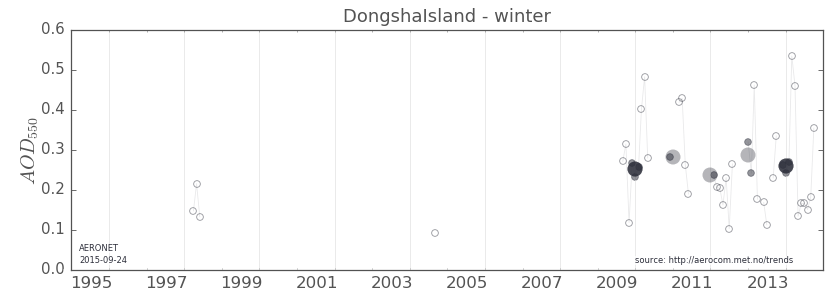 DongshaIsland - winter
0.6
0.5
0.4
0.3
0.2
0.1
0.0
AOD550
AERONET
2015-09-24
source: http://aerocom.met.no/trends
1995 1997 1999 2001 2003 2005 2007 2009 2011 2013